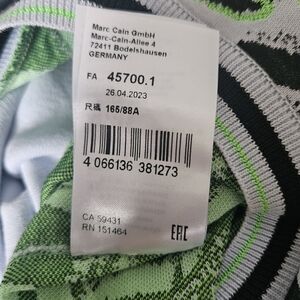 Marc Cain GmbH
Marc-Cain-Allee 4
72411 Bodelshausen
GERMANY
FA 45700.1
26.04.2023
尺碼 165/88A
4 066136 381273
CA 59431
RN 151464
EAC